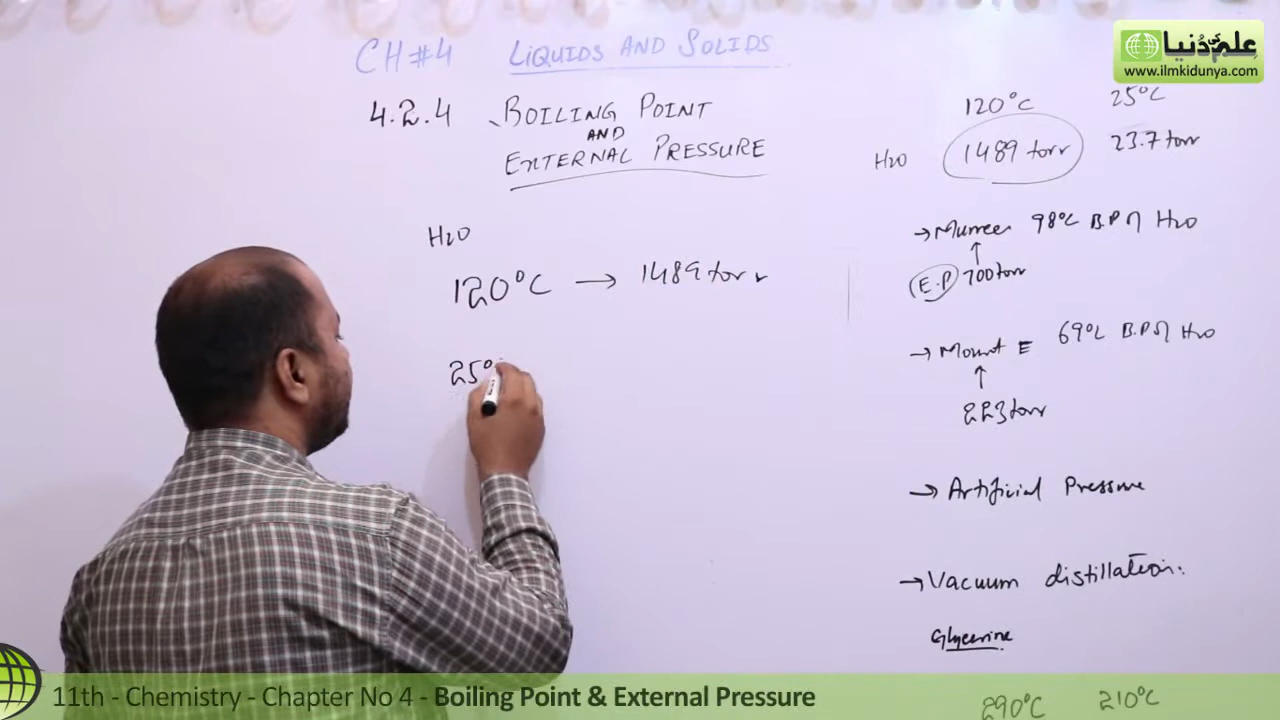 CH#4 LIQUIDS AND SOLIDS
4.2.4 BOILING POINT
AND
EXTERNAL PRESSURE
H2O
120°C → 1489 torr
25°
علم کی دُنیا
www.ilmkidunya.com
120°C 25°C
H2O 1489 torr 23.7 torr
→ Murree 98°C B.P of H2O
↑
E.P 700 torr
→ Mount E 69°C B.P of H2O
↑
223 torr
→ Artificial Pressure
→ Vacuum distillation.
Glycerine
290°C 210°C
11th - Chemistry - Chapter No 4 - Boiling Point & External Pressure